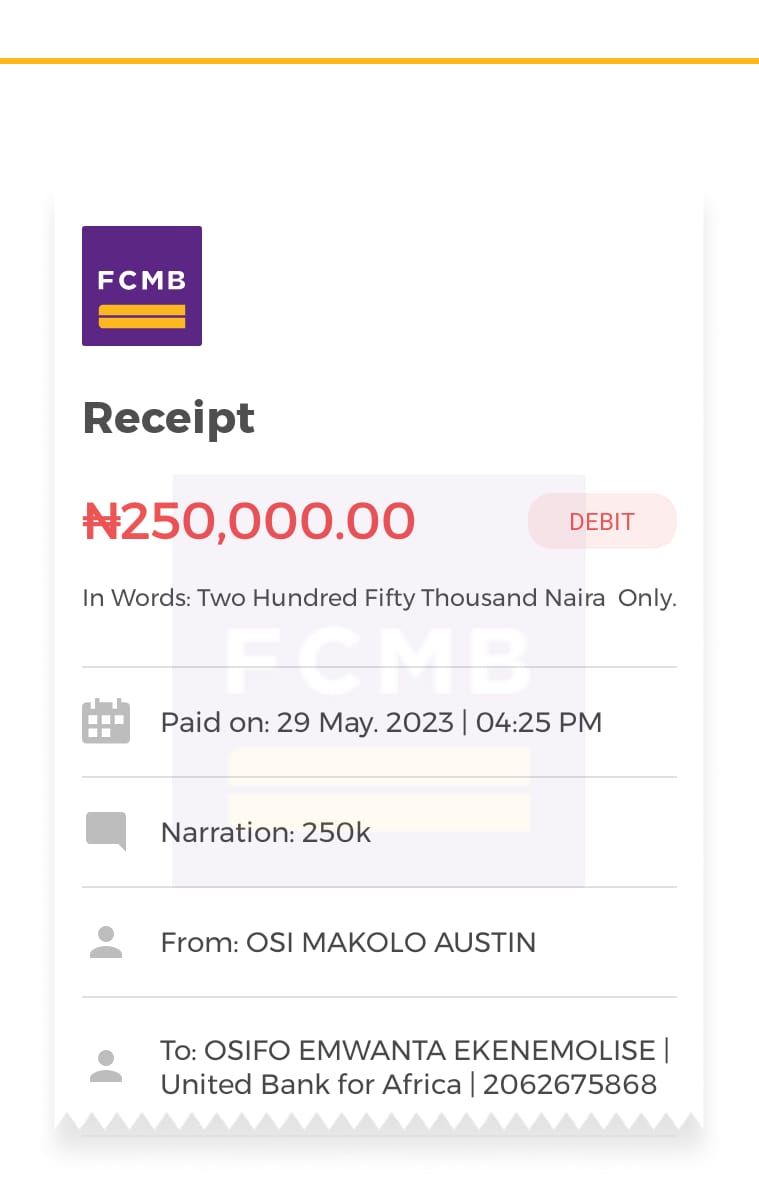 FCMB
Receipt
₦250,000.00
DEBIT
In Words: Two Hundred Fifty Thousand Naira  Only.
FCMB
Paid on: 29 May. 2023 | 04:25 PM
Narration: 250k
From: OSI MAKOLO AUSTIN
To: OSIFO EMWANTA EKENEMOLISE |
United Bank for Africa | 2062675868